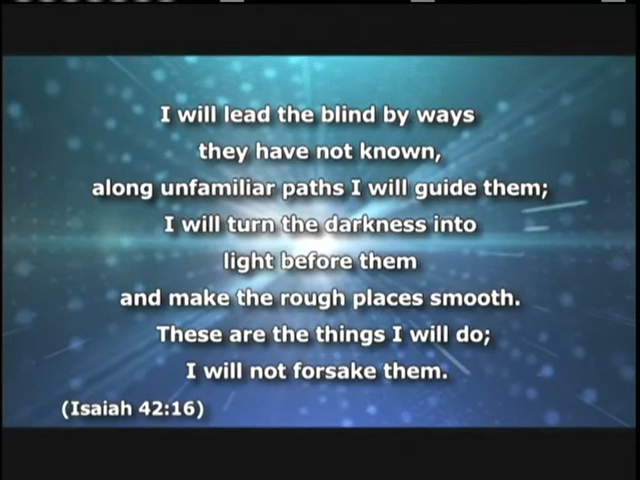 I will lead the blind by ways
they have not known,
along unfamiliar paths I will guide them;
I will turn the darkness into
light before them
and make the rough places smooth.
These are the things I will do;
I will not forsake them.
(Isaiah 42:16)